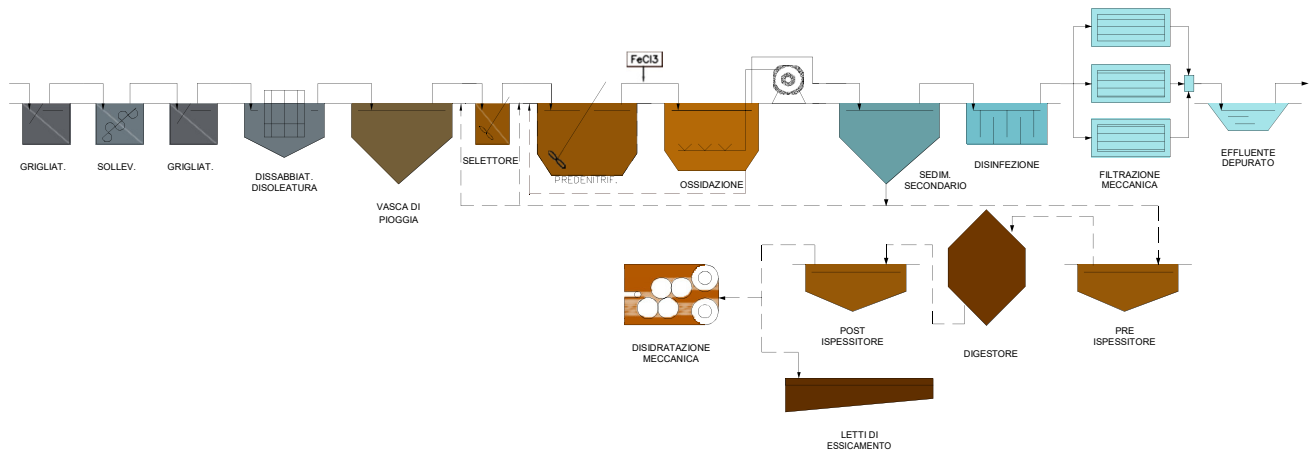 FeCl3
GRIGLIAT.
SOLLEV.
GRIGLIAT.
DISSABBIAT.
DISOLEATURA
VASCA DI
PIOGGIA
SELETTORE
PREDENITRIF.
OSSIDAZIONE
SEDIM.
SECONDARIO
DISINFEZIONE
FILTRAZIONE
MECCANICA
EFFLUENTE
DEPURATO
DISIDRATAZIONE
MECCANICA
POST
ISPESSITORE
DIGESTORE
PRE
ISPESSITORE
LETTI DI
ESSICAMENTO